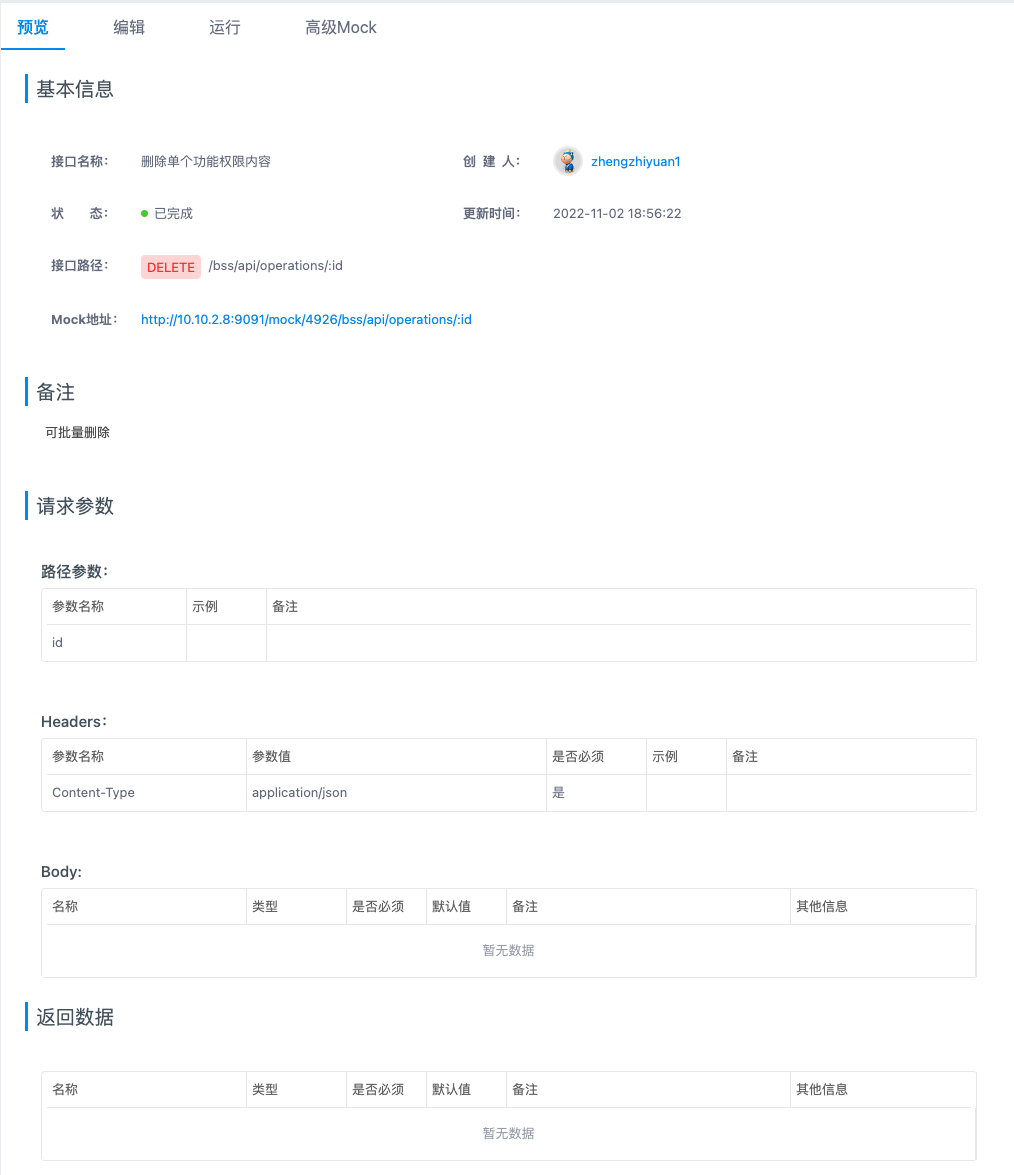 预览 编辑 运行 高级Mock
基本信息
接口名称： 删除单个功能权限内容 创 建 人： zhengzhiyuan1
状 态： 已完成 更新时间： 2022-11-02 18:56:22
接口路径： DELETE /bss/api/operations/:id
Mock地址： http://10.10.2.8:9091/mock/4926/bss/api/operations/:id
备注
可批量删除
请求参数
路径参数：
参数名称 示例 备注
id
Headers：
参数名称 参数值 是否必须 示例 备注
Content-Type application/json 是
Body:
名称 类型 是否必须 默认值 备注 其他信息
暂无数据
返回数据
名称 类型 是否必须 默认值 备注 其他信息
暂无数据